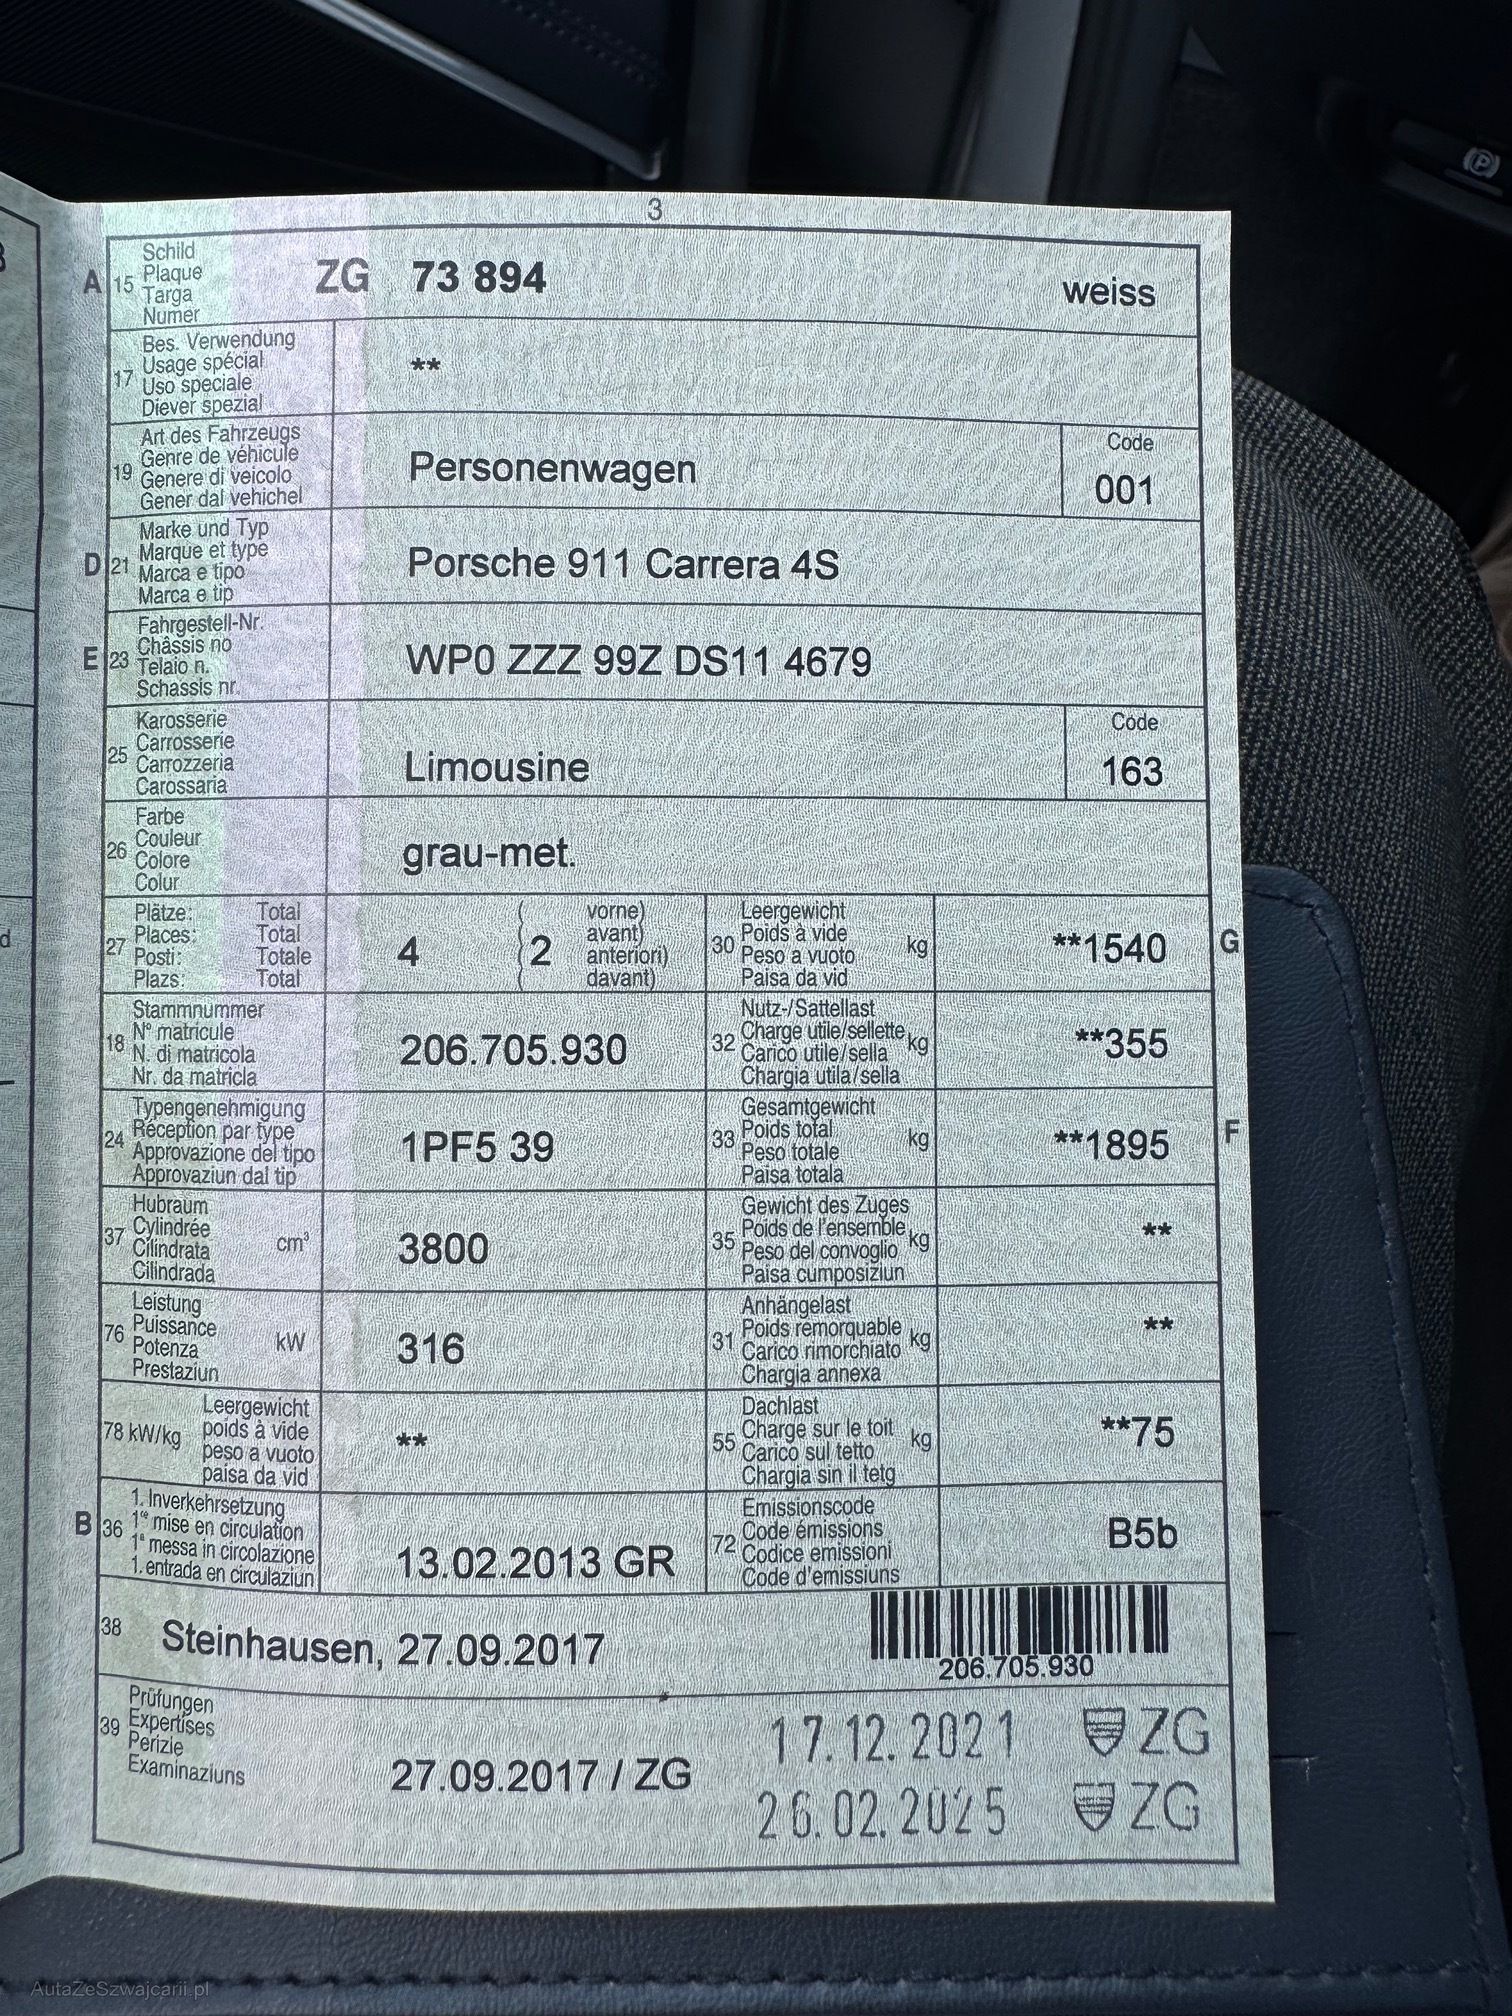 3
A 15 Schild
Plaque
Targa
Numer
ZG 73 894 weiss
17 Bes. Verwendung
Usage spécial
Uso speciale
Diever spezial
**
19 Art des Fahrzeugs
Genre de véhicule
Genere di veicolo
Gener dal vehichel
Personenwagen
Code
001
D 21 Marke und Typ
Marque et type
Marca e tipo
Marca e tip
Porsche 911 Carrera 4S
E 23 Fahrgestell-Nr.
Châssis no
Telaio n.
Schassis nr.
WP0 ZZZ 99Z DS11 4679
25 Karosserie
Carrosserie
Carrozzeria
Carossaria
Limousine
Code
163
26 Farbe
Couleur
Colore
Colur
grau-met.
27 Plätze: Total
Places: Total
Posti: Totale
Plazs: Total
4 (2 vorne)
avant)
anteriori)
davant)
30 Leergewicht
Poids à vide
Peso a vuoto
Paisa da vid
kg **1540 G
18 Stammnummer
N° matricule
N. di matricola
Nr. da matricla
206.705.930
32 Nutz-/Sattellast
Charge utile/sellette
Carico utile/sella
Chargia utila/sella
kg **355
24 Typengenehmigung
Réception par type
Approvazione del tipo
Approvaziun dal tip
1PF5 39
33 Gesamtgewicht
Poids total
Peso totale
Paisa totala
kg **1895 F
37 Hubraum
Cylindrée
Cilindrata
Cilindrada
cm³ 3800
35 Gewicht des Zuges
Poids de l'ensemble
Peso del convoglio
Paisa cumposiziun
kg **
76 Leistung
Puissance
Potenza
Prestaziun
kW 316
31 Anhängelast
Poids remorquable
Carico rimorchiato
Chargia annexa
kg **
78 kW/kg Leergewicht
poids à vide
peso a vuoto
paisa da vid
**
55 Dachlast
Charge sur le toit
Carico sul tetto
Chargia sin il tetg
kg **75
B 36 1. Inverkehrsetzung
1re mise en circulation
1a messa in circolazione
1. entrada en circulaziun
13.02.2013 GR
72 Emissionscode
Code émissions
Codice emissioni
Code d'emissiuns
B5b
38 Steinhausen, 27.09.2017
206.705.930
39 Prüfungen
Expertises
Perizie
Examinaziuns
27.09.2017 / ZG
17.12.2021 ZG
26.02.2025 ZG
d
P
AutaZeSzwajcarii.pl